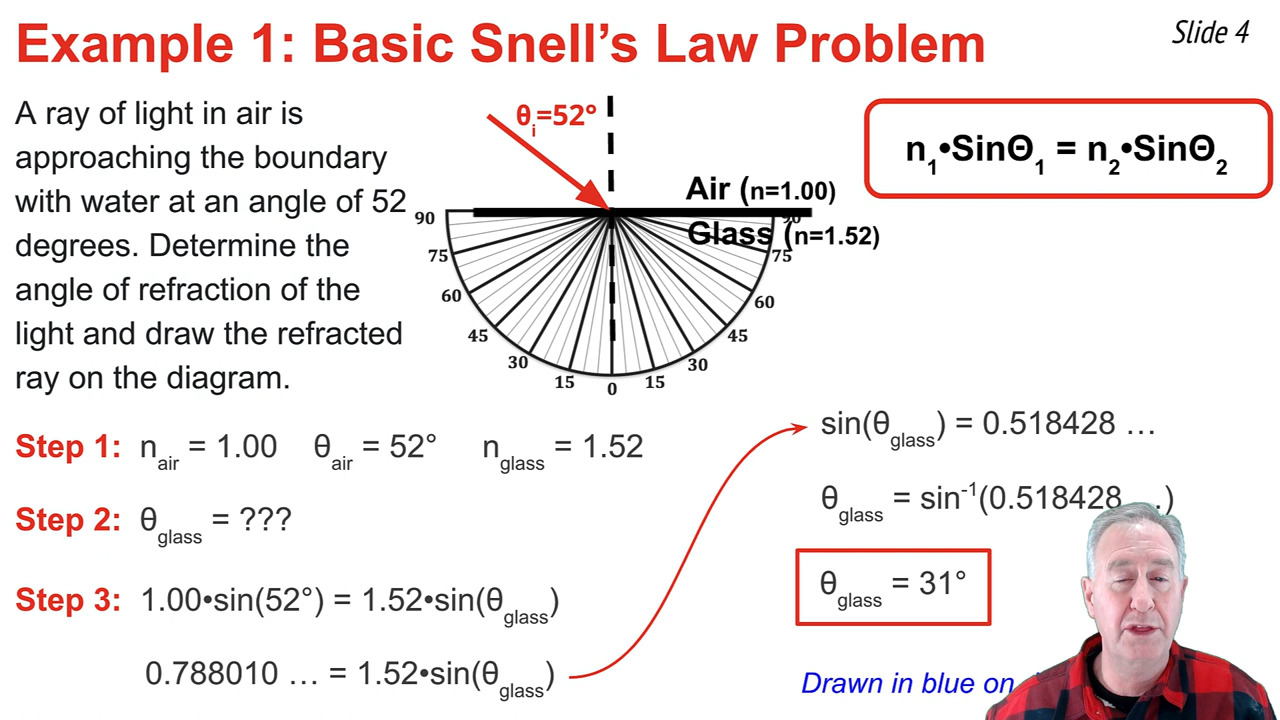 Example 1: Basic Snell's Law Problem
Slide 4
A ray of light in air is
approaching the boundary
with water at an angle of 52
degrees. Determine the
angle of refraction of the
light and draw the refracted
ray on the diagram.
θi=52°
n1•SinΘ1 = n2•SinΘ2
Air (n=1.00)
Glass (n=1.52)
90 90
75 75
60 60
45 45
30 30
15 15
0
Step 1: nair = 1.00 θair = 52° nglass = 1.52
Step 2: θglass = ???
Step 3: 1.00•sin(52°) = 1.52•sin(θglass)
0.788010 … = 1.52•sin(θglass)
sin(θglass) = 0.518428 …
θglass = sin-1(0.518428 …)
θglass = 31°
Drawn in blue on